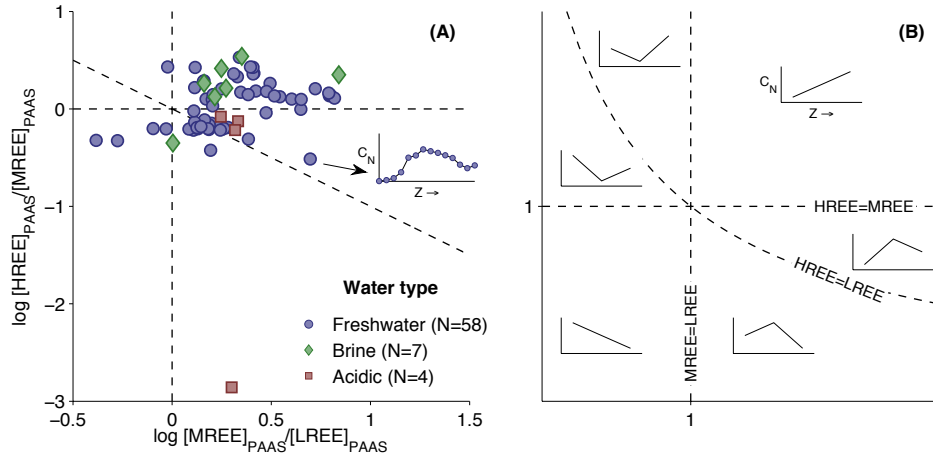 (A)
1
0
−1
−2
−3
−0.5
0
0.5
1
1.5
log [HREE]PAAS/[MREE]PAAS
log [MREE]PAAS/[LREE]PAAS
CN
Z →
Water type
Freshwater (N=58)
Brine (N=7)
Acidic (N=4)
(B)
CN
Z →
1
HREE=MREE
HREE=LREE
MREE=LREE
1